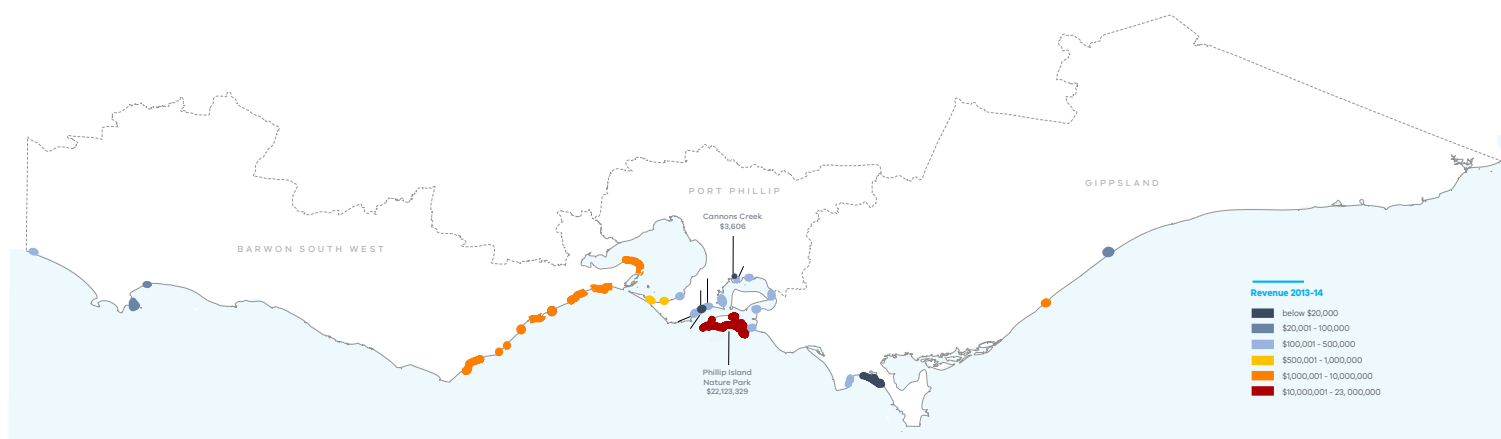 PORT PHILLIP
GIPPSLAND
Cannons Creek
$3,606
BARWON SOUTH WEST
Revenue 2013-14
below $20,000
$20,001 - 100,000
$100,001 - 500,000
$500,001 - 1,000,000
$1,000,001 - 10,000,000
$10,000,001 - 23, 000,000
Phillip Island
Nature Park
$22,123,329